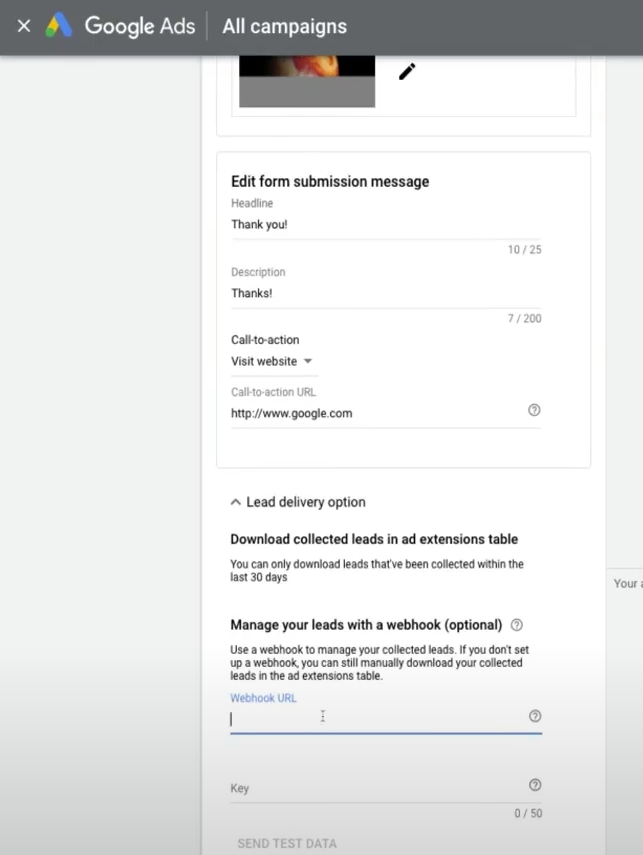 Google Ads All campaigns
Edit form submission message
Headline
Thank you!
10 / 25
Description
Thanks!
7 / 200
Call-to-action
Visit website
Call-to-action URL
http://www.google.com
Lead delivery option
Download collected leads in ad extensions table
You can only download leads that've been collected within the
last 30 days
Your
Manage your leads with a webhook (optional)
Use a webhook to manage your collected leads. If you don't set
up a webhook, you can still manually download your collected
leads in the ad extensions table.
Webhook URL
Key
0 / 50
SEND TEST DATA